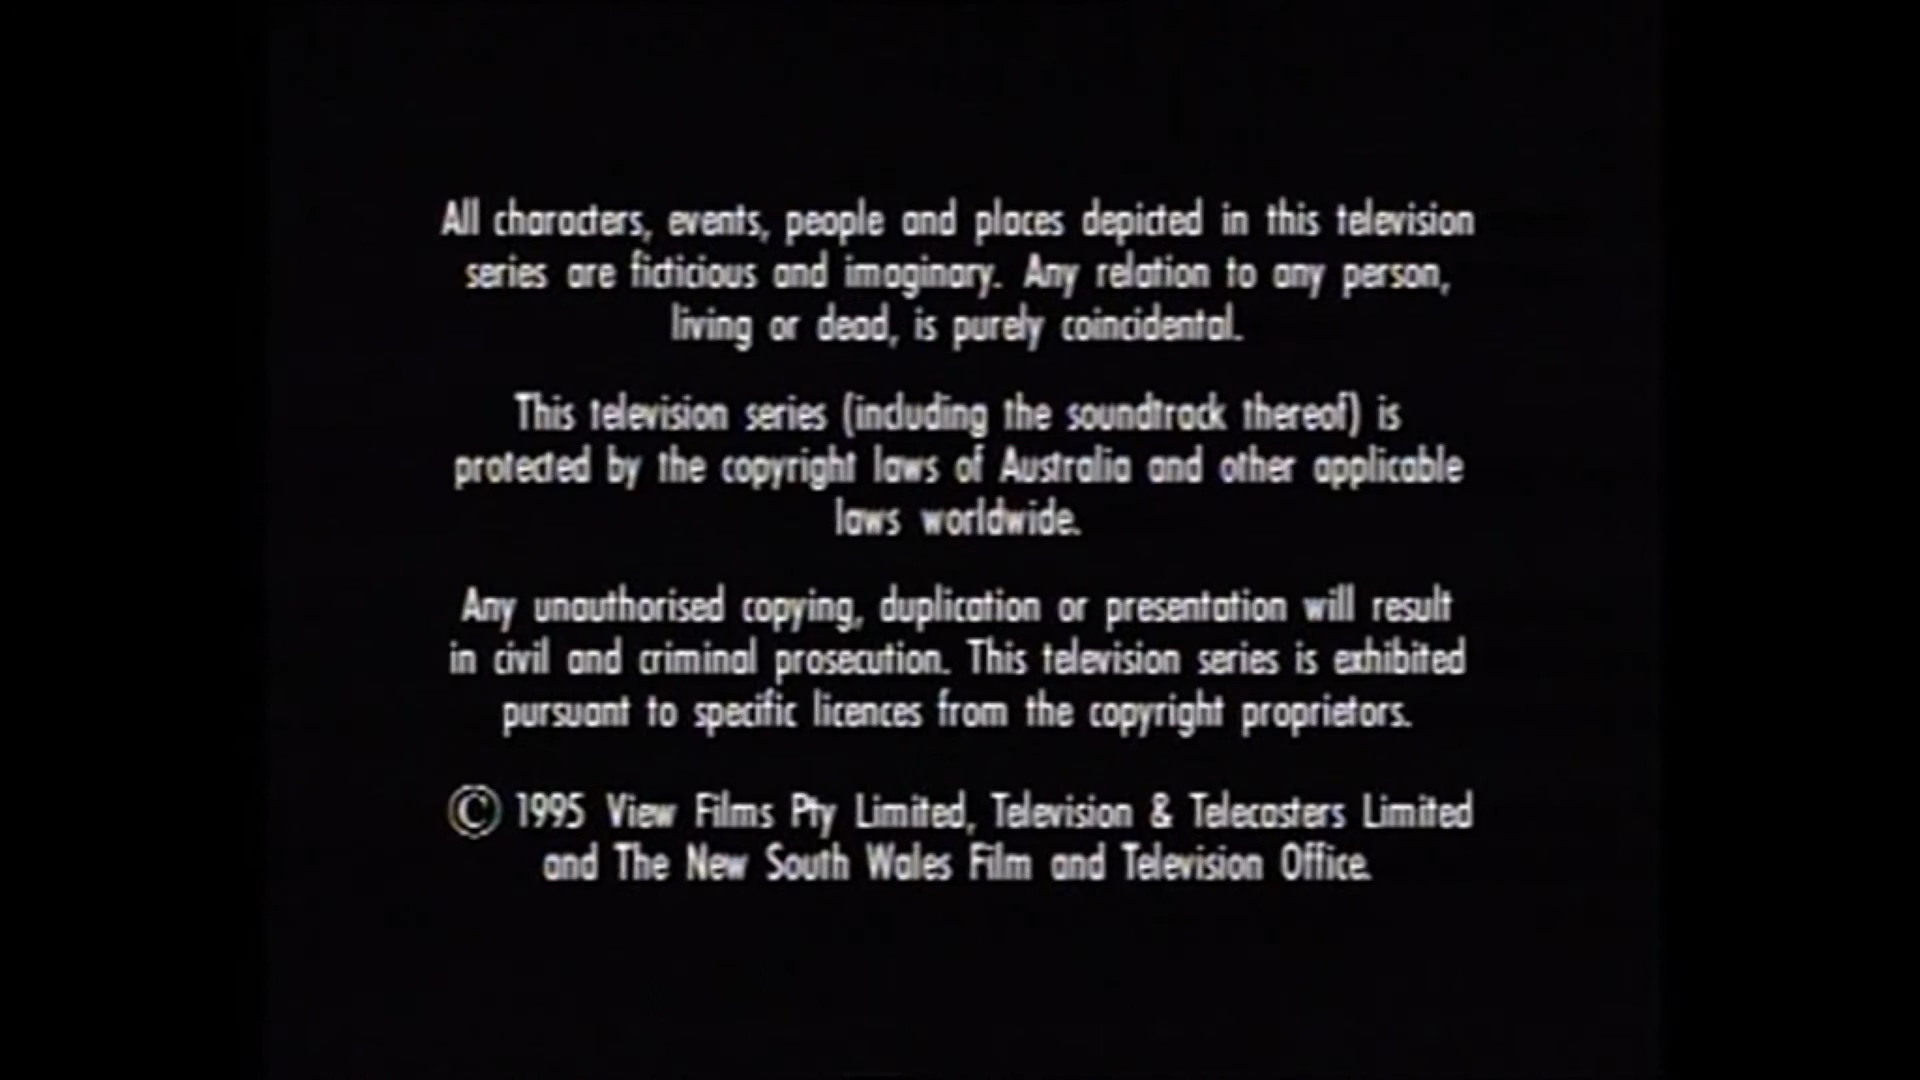 All characters, events, people and places depicted in this television
series are ficticious and imaginary. Any relation to any person,
living or dead, is purely coincidental.
This television series (including the soundtrack thereof) is
protected by the copyright laws of Australia and other applicable
laws worldwide.
Any unauthorised copying, duplication or presentation will result
in civil and criminal prosecution. This television series is exhibited
pursuant to specific licences from the copyright proprietors.
© 1995 View Films Pty Limited, Television & Telecasters Limited
and The New South Wales Film and Television Office.